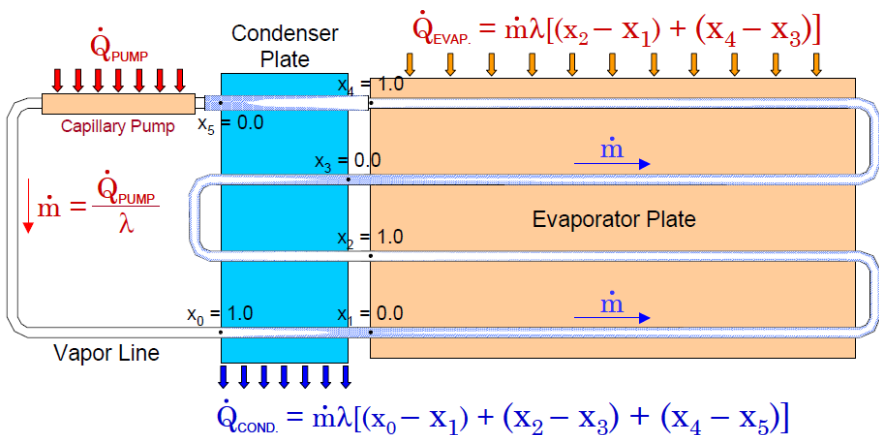 Q̇PUMP
Condenser
Plate
Q̇EVAP. = ṁλ[(x₂ – x₁) + (x₄ – x₃)]
x₄ = 1.0
Capillary Pump
x₅ = 0.0
x₃ = 0.0
ṁ
ṁ = Q̇PUMP / λ
Evaporator Plate
x₂ = 1.0
x₀ = 1.0
x₁ = 0.0
ṁ
Vapor Line
Q̇COND. = ṁλ[(x₀ – x₁) + (x₂ – x₃) + (x₄ – x₅)]